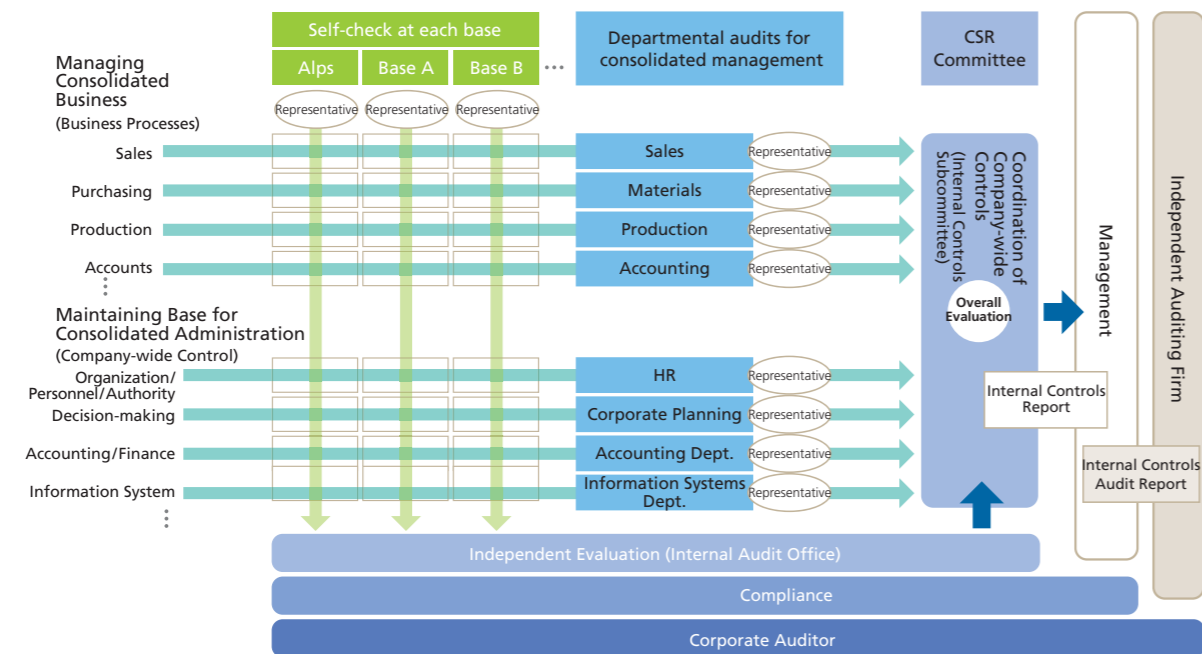 Self-check at each base
Alps
Base A
Base B
...
Departmental audits for
consolidated management
CSR
Committee
Managing
Consolidated
Business
(Business Processes)
Representative
Representative
Representative
Sales
Sales
Representative
Purchasing
Materials
Representative
Production
Production
Representative
Accounts
Accounting
Representative
Maintaining Base for
Consolidated Administration
(Company-wide Control)
Organization/
Personnel/Authority
HR
Representative
Decision-making
Corporate Planning
Representative
Accounting/Finance
Accounting Dept.
Representative
Information System
Information Systems
Dept.
Representative
Coordination of
Company-wide
Controls
(Internal Controls
Subcommittee)
Overall
Evaluation
Management
Independent Auditing Firm
Internal Controls
Report
Internal Controls
Audit Report
Independent Evaluation (Internal Audit Office)
Compliance
Corporate Auditor